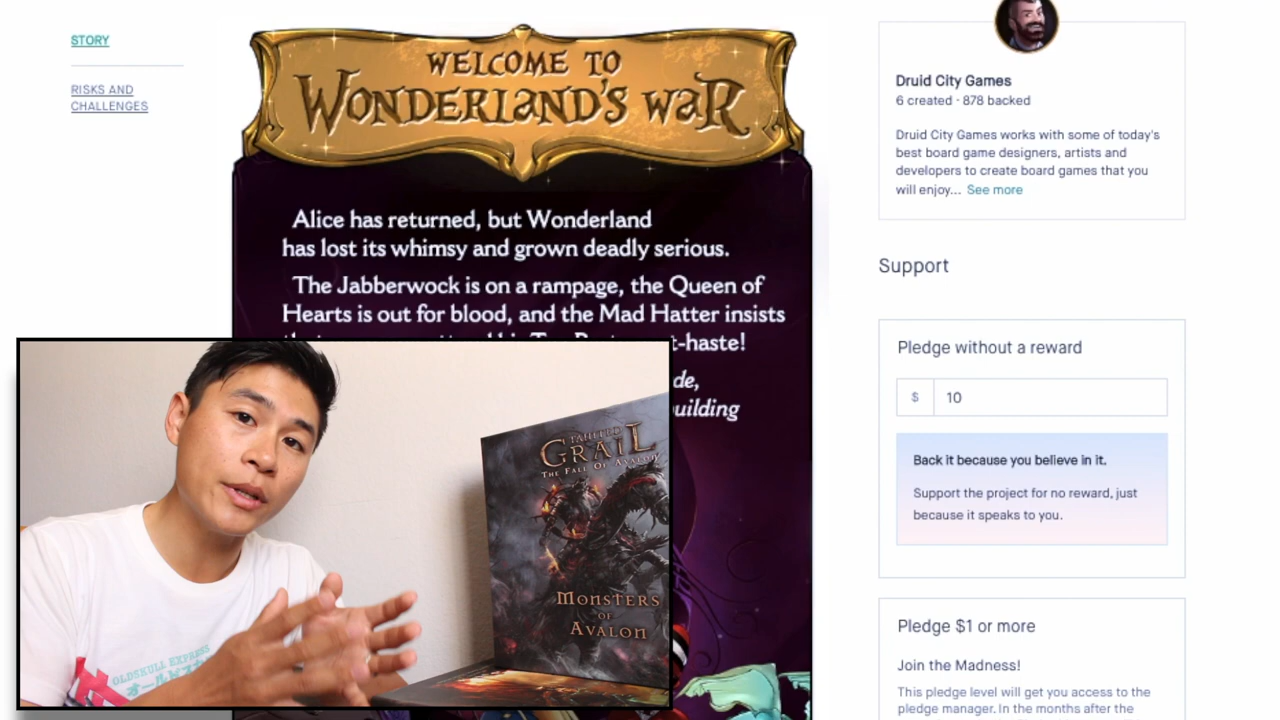 STORY
RISKS AND
CHALLENGES
WELCOME TO
WONDERLAND'S WAR
Alice has returned, but Wonderland
has lost its whimsy and grown deadly serious.
The Jabberwock is on a rampage, the Queen of
Hearts is out for blood, and the Mad Hatter insists
t-haste!
de,
uilding
TAINTED
GRAIL
THE FALL OF AVALON
MONSTERS
OF
AVALON
OLDSKULL EXPRESS
Druid City Games
6 created · 878 backed
Druid City Games works with some of today's
best board game designers, artists and
developers to create board games that you
will enjoy... See more
Support
Pledge without a reward
$ 10
Back it because you believe in it.
Support the project for no reward, just
because it speaks to you.
Pledge $1 or more
Join the Madness!
This pledge level will get you access to the
pledge manager. In the months after the